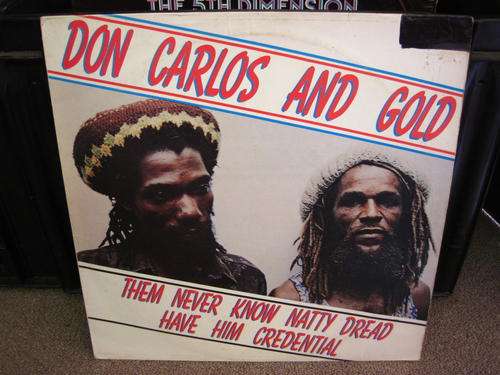 THE 5TH DIMENSION
DON CARLOS AND GOLD
THEM NEVER KNOW NATTY DREAD
HAVE HIM CREDENTIAL